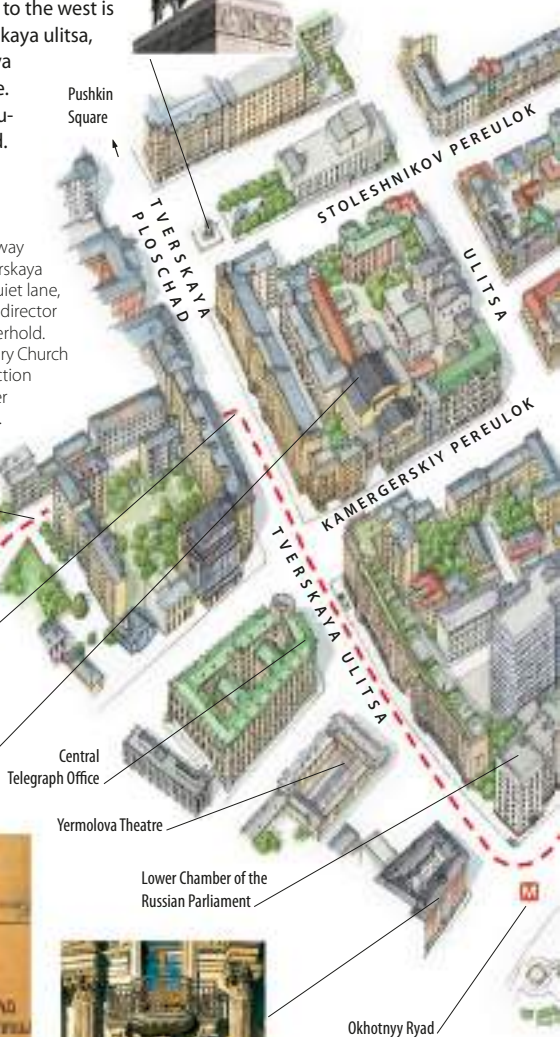 to the west is
kaya ulitsa,
va
e.
u-
d.
Pushkin
Square
way
rskaya
uiet lane,
director
erhold.
ry Church
ction
er
TVERSKAYA
PLOSCHAD
STOLESHNIKOV PEREULOK
ULITSA
KAMERGERSKIY PEREULOK
TVERSKAYA ULITSA
Central
Telegraph Office
Yermolova Theatre
Lower Chamber of the
Russian Parliament
M
Okhotnyy Ryad